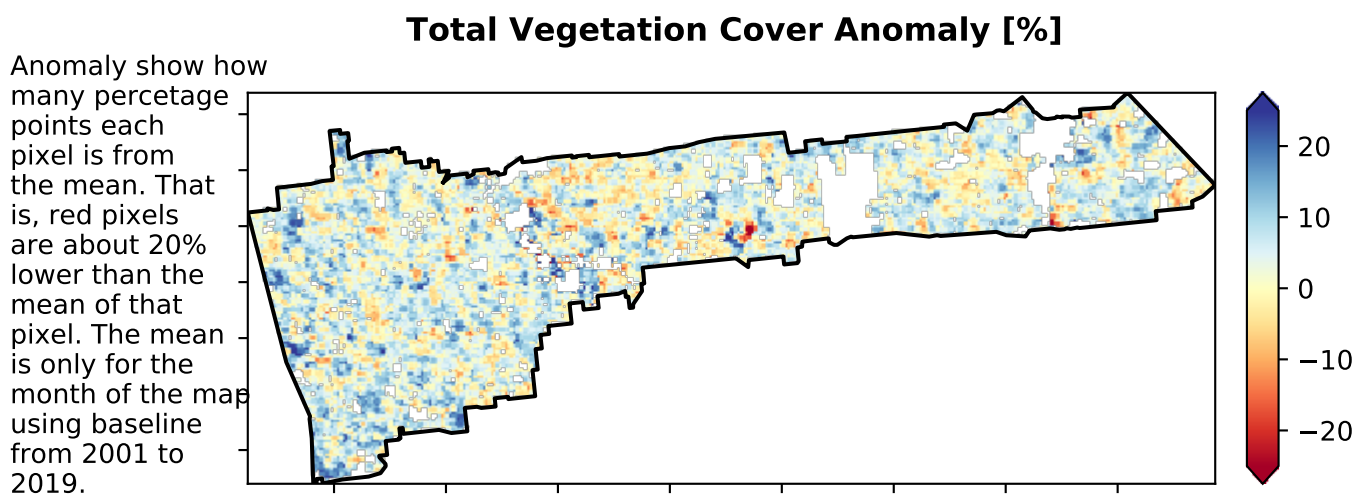 Total Vegetation Cover Anomaly [%]
Anomaly show how
many percetage
points each
pixel is from
the mean. That
is, red pixels
are about 20%
lower than the
mean of that
pixel. The mean
is only for the
month of the map
using baseline
from 2001 to
2019.
20
10
0
−10
−20